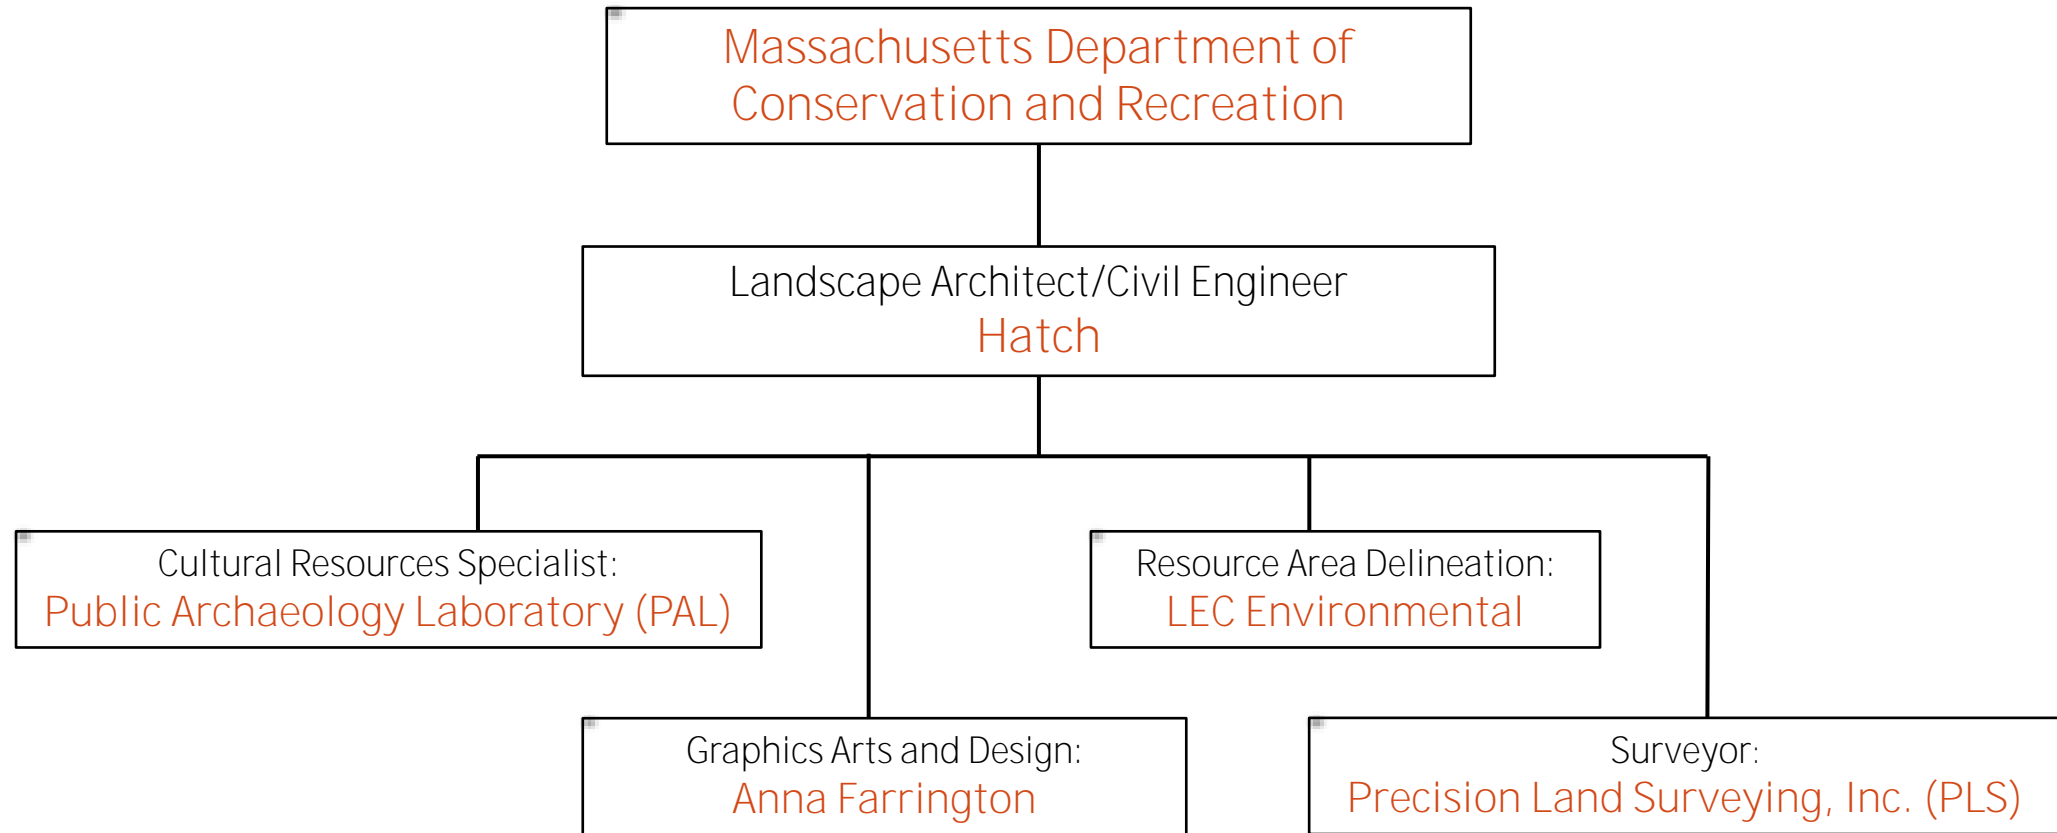 Massachusetts Department of
Conservation and Recreation
Landscape Architect/Civil Engineer
Hatch
Cultural Resources Specialist:
Public Archaeology Laboratory (PAL)
Resource Area Delineation:
LEC Environmental
Graphics Arts and Design:
Anna Farrington
Surveyor:
Precision Land Surveying, Inc. (PLS)